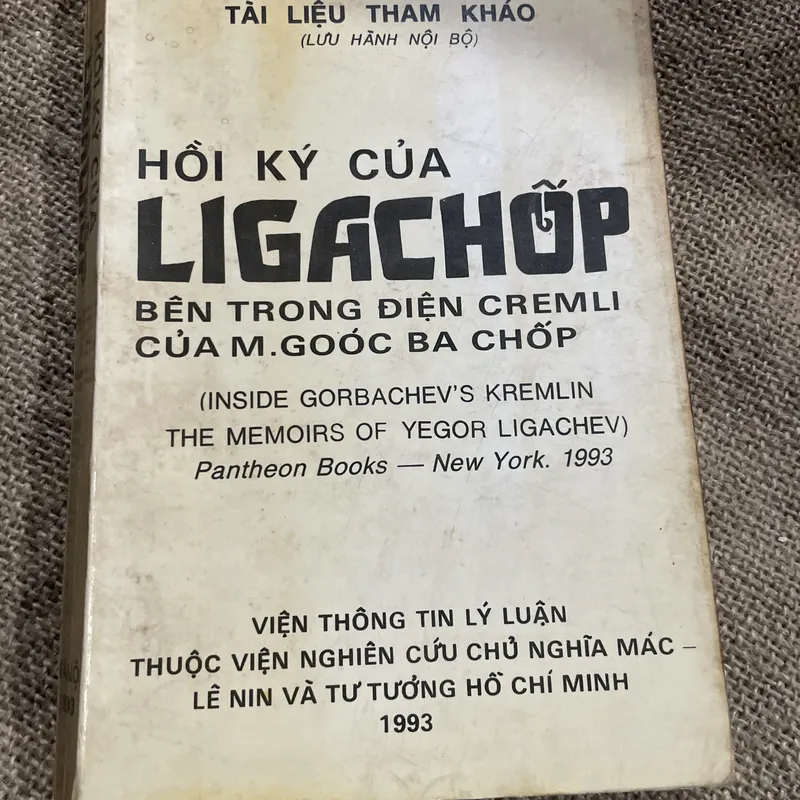 TÀI LIỆU THAM KHẢO
(LƯU HÀNH NỘI BỘ)
HỒI KÝ CỦA
LIGACHỐP
BÊN TRONG ĐIỆN CREMLI
CỦA M.GOÓC BA CHỐP
(INSIDE GORBACHEV'S KREMLIN
THE MEMOIRS OF YEGOR LIGACHEV)
Pantheon Books — New York. 1993
VIỆN THÔNG TIN LÝ LUẬN
THUỘC VIỆN NGHIÊN CỨU CHỦ NGHĨA MÁC –
LÊ NIN VÀ TƯ TƯỞNG HỒ CHÍ MINH
1993